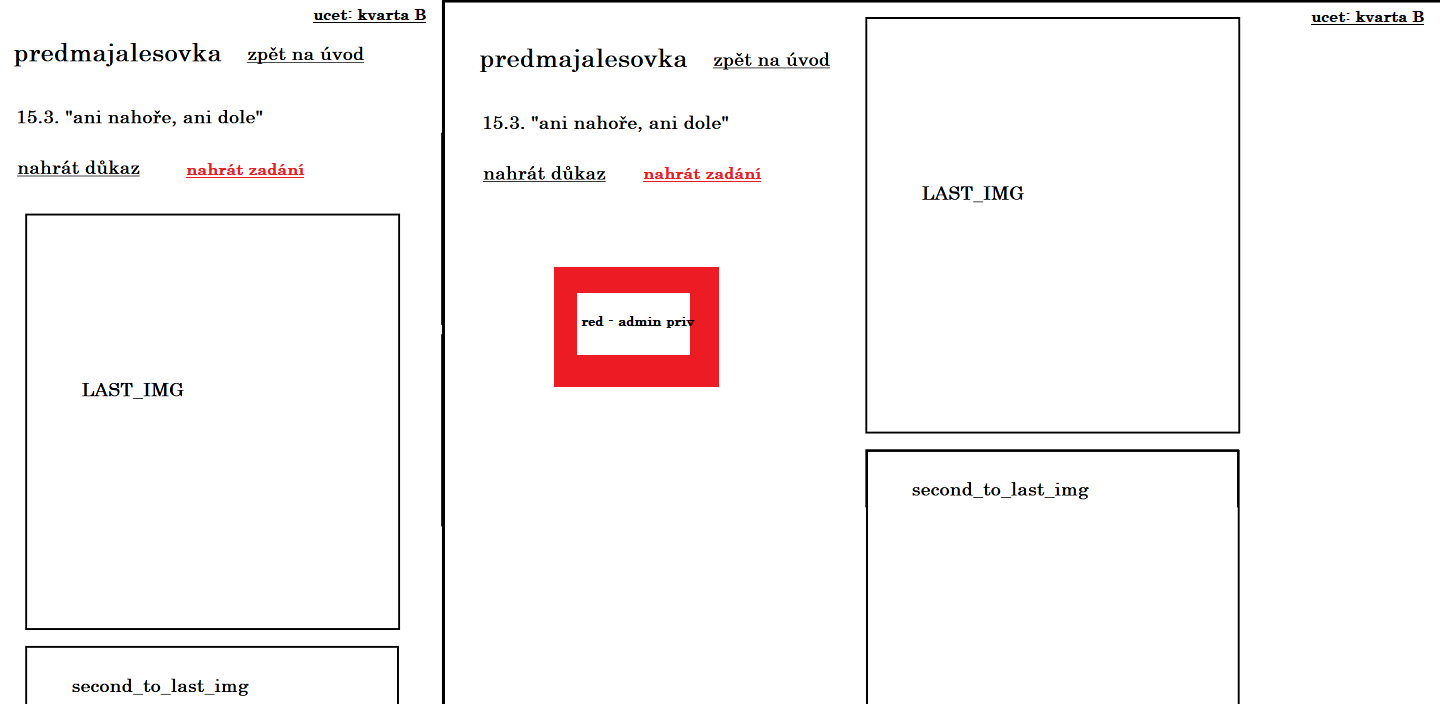 ucet: kvarta B
predmajalesovka zpět na úvod
15.3. "ani nahoře, ani dole"
nahrát důkaz nahrát zadání
LAST_IMG
second_to_last_img
ucet: kvarta B
predmajalesovka zpět na úvod
15.3. "ani nahoře, ani dole"
nahrát důkaz nahrát zadání
red - admin priv
LAST_IMG
second_to_last_img